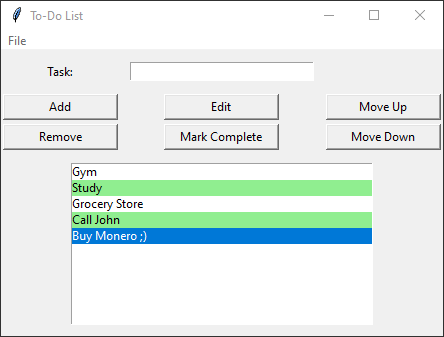 To-Do List
File
Task:
Add Edit Move Up
Remove Mark Complete Move Down
Gym
Study
Grocery Store
Call John
Buy Monero ;)